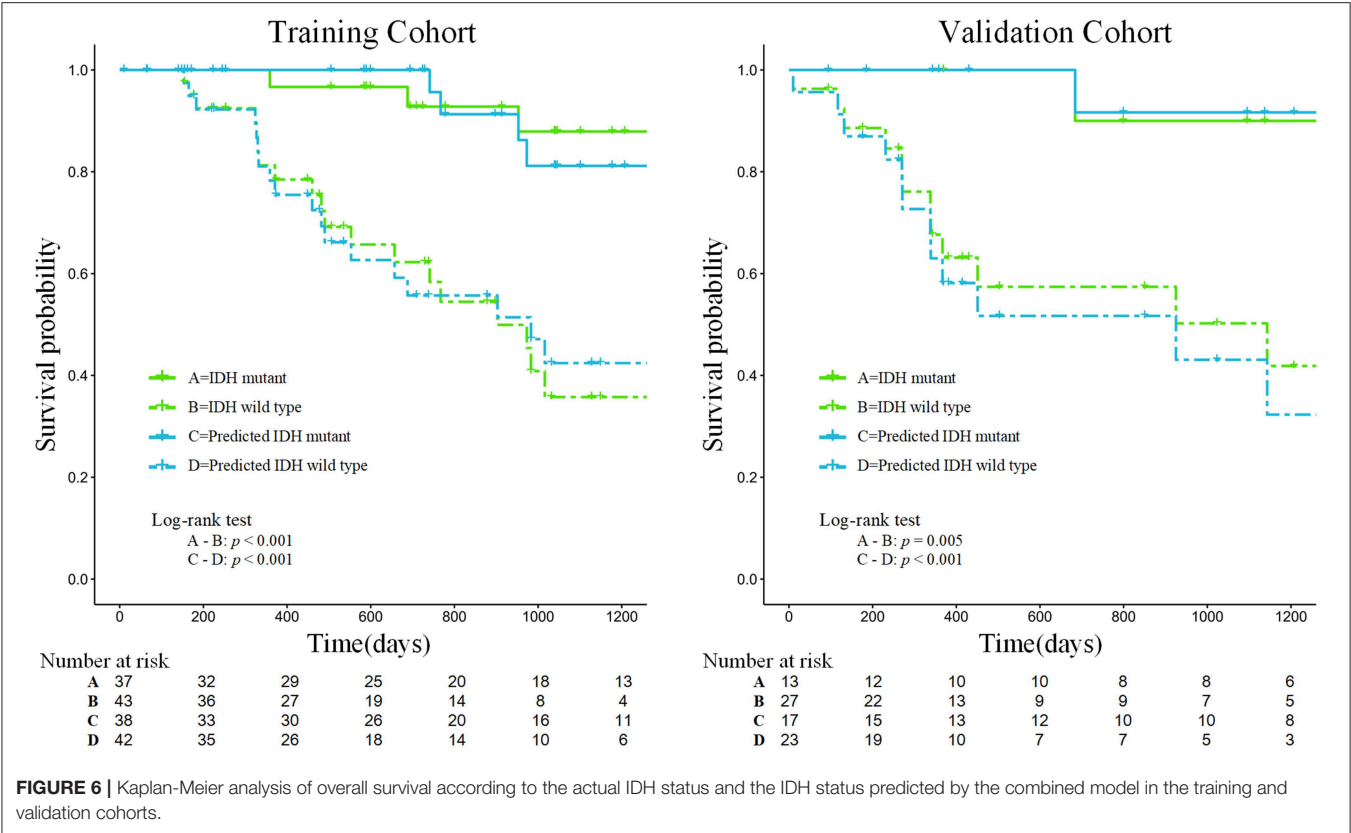 Training Cohort
1.0
0.8
0.6
0.4
0.2
0.0
Survival probability
A=IDH mutant
B=IDH wild type
C=Predicted IDH mutant
D=Predicted IDH wild type
Log-rank test
A - B: p < 0.001
C - D: p < 0.001
0 200 400 600 800 1000 1200
Time(days)
Number at risk
A 37 32 29 25 20 18 13
B 43 36 27 19 14 8 4
C 38 33 30 26 20 16 11
D 42 35 26 18 14 10 6
Validation Cohort
1.0
0.8
0.6
0.4
0.2
0.0
Survival probability
A=IDH mutant
B=IDH wild type
C=Predicted IDH mutant
D=Predicted IDH wild type
Log-rank test
A - B: p = 0.005
C - D: p < 0.001
0 200 400 600 800 1000 1200
Time(days)
Number at risk
A 13 12 10 10 8 8 6
B 27 22 13 9 9 7 5
C 17 15 13 12 10 10 8
D 23 19 10 7 7 5 3
FIGURE 6 | Kaplan-Meier analysis of overall survival according to the actual IDH status and the IDH status predicted by the combined model in the training and
validation cohorts.